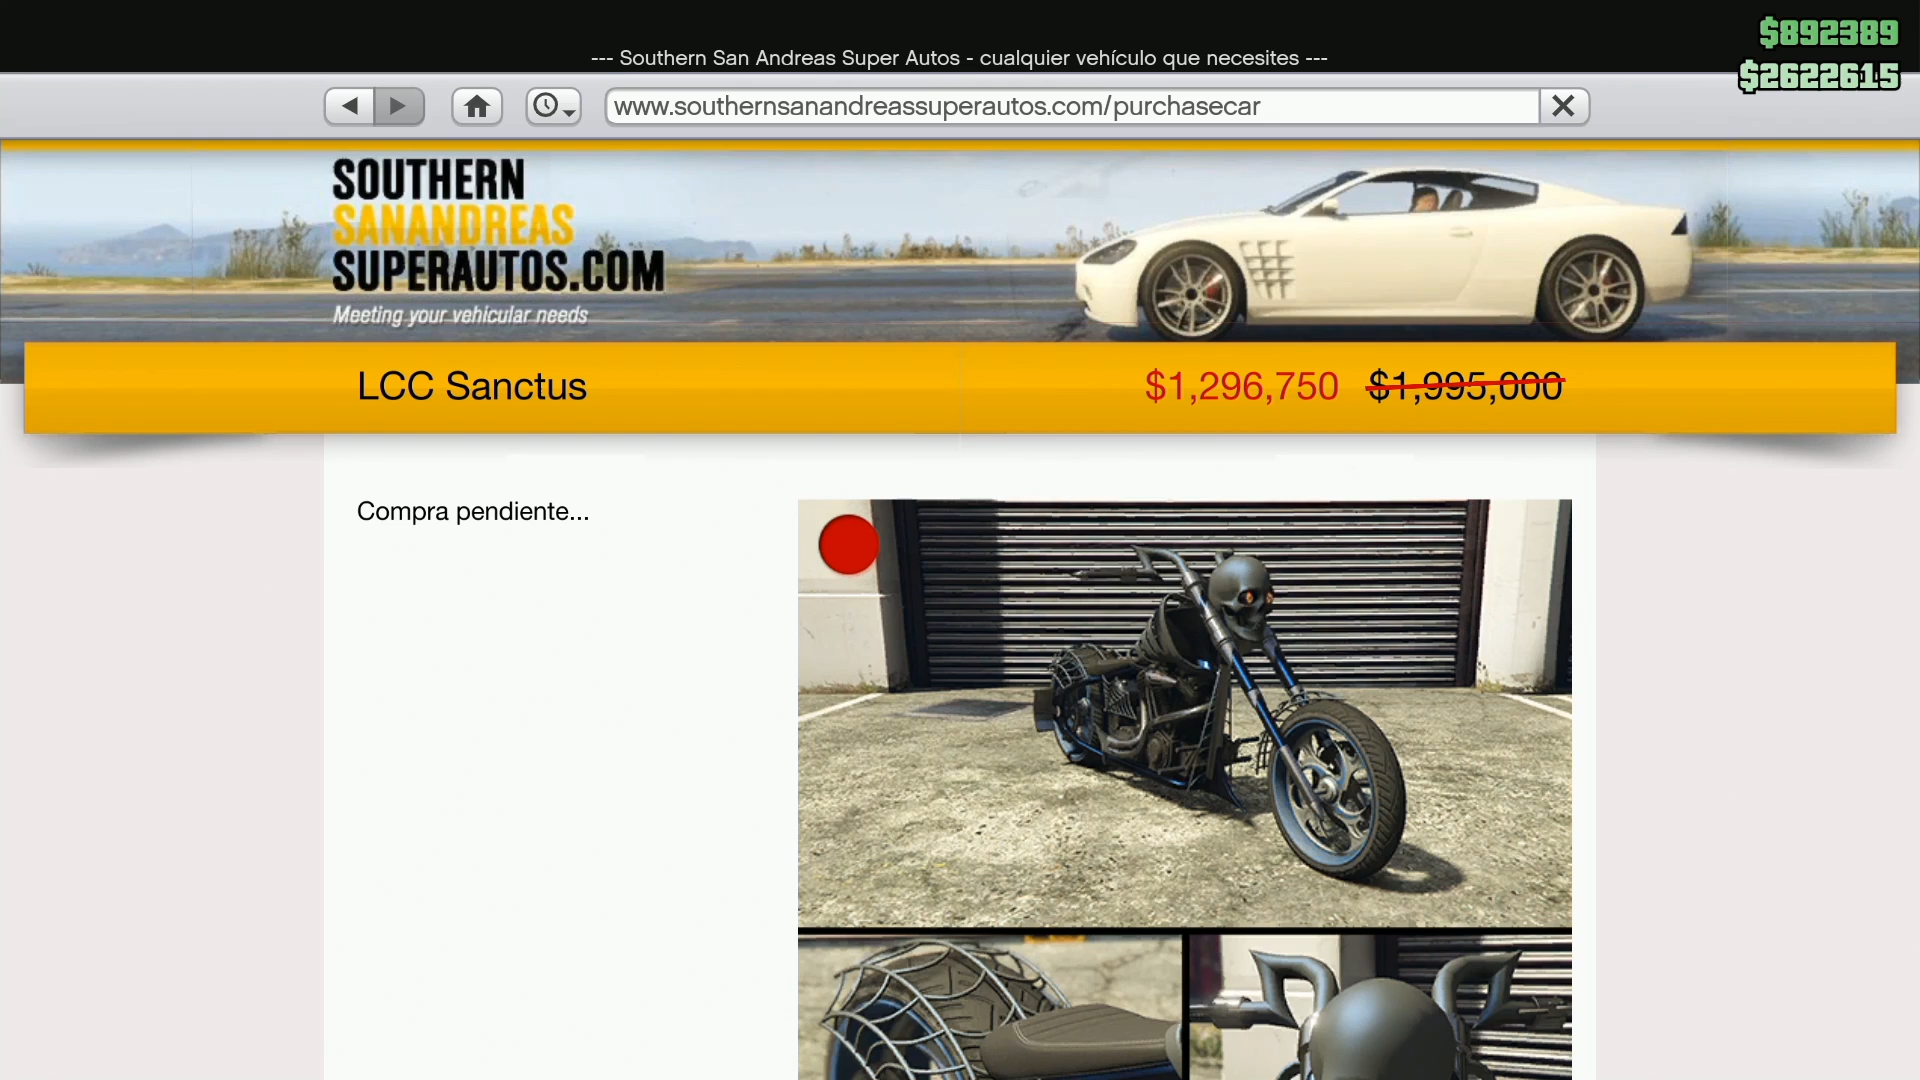 $892389
--- Southern San Andreas Super Autos - cualquier vehículo que necesites ---
$2622615
www.southernsanandreassuperautos.com/purchasecar
SOUTHERN
SANANDREAS
SUPERAUTOS.COM
Meeting your vehicular needs
LCC Sanctus
$1,296,750 $1,995,000
Compra pendiente...